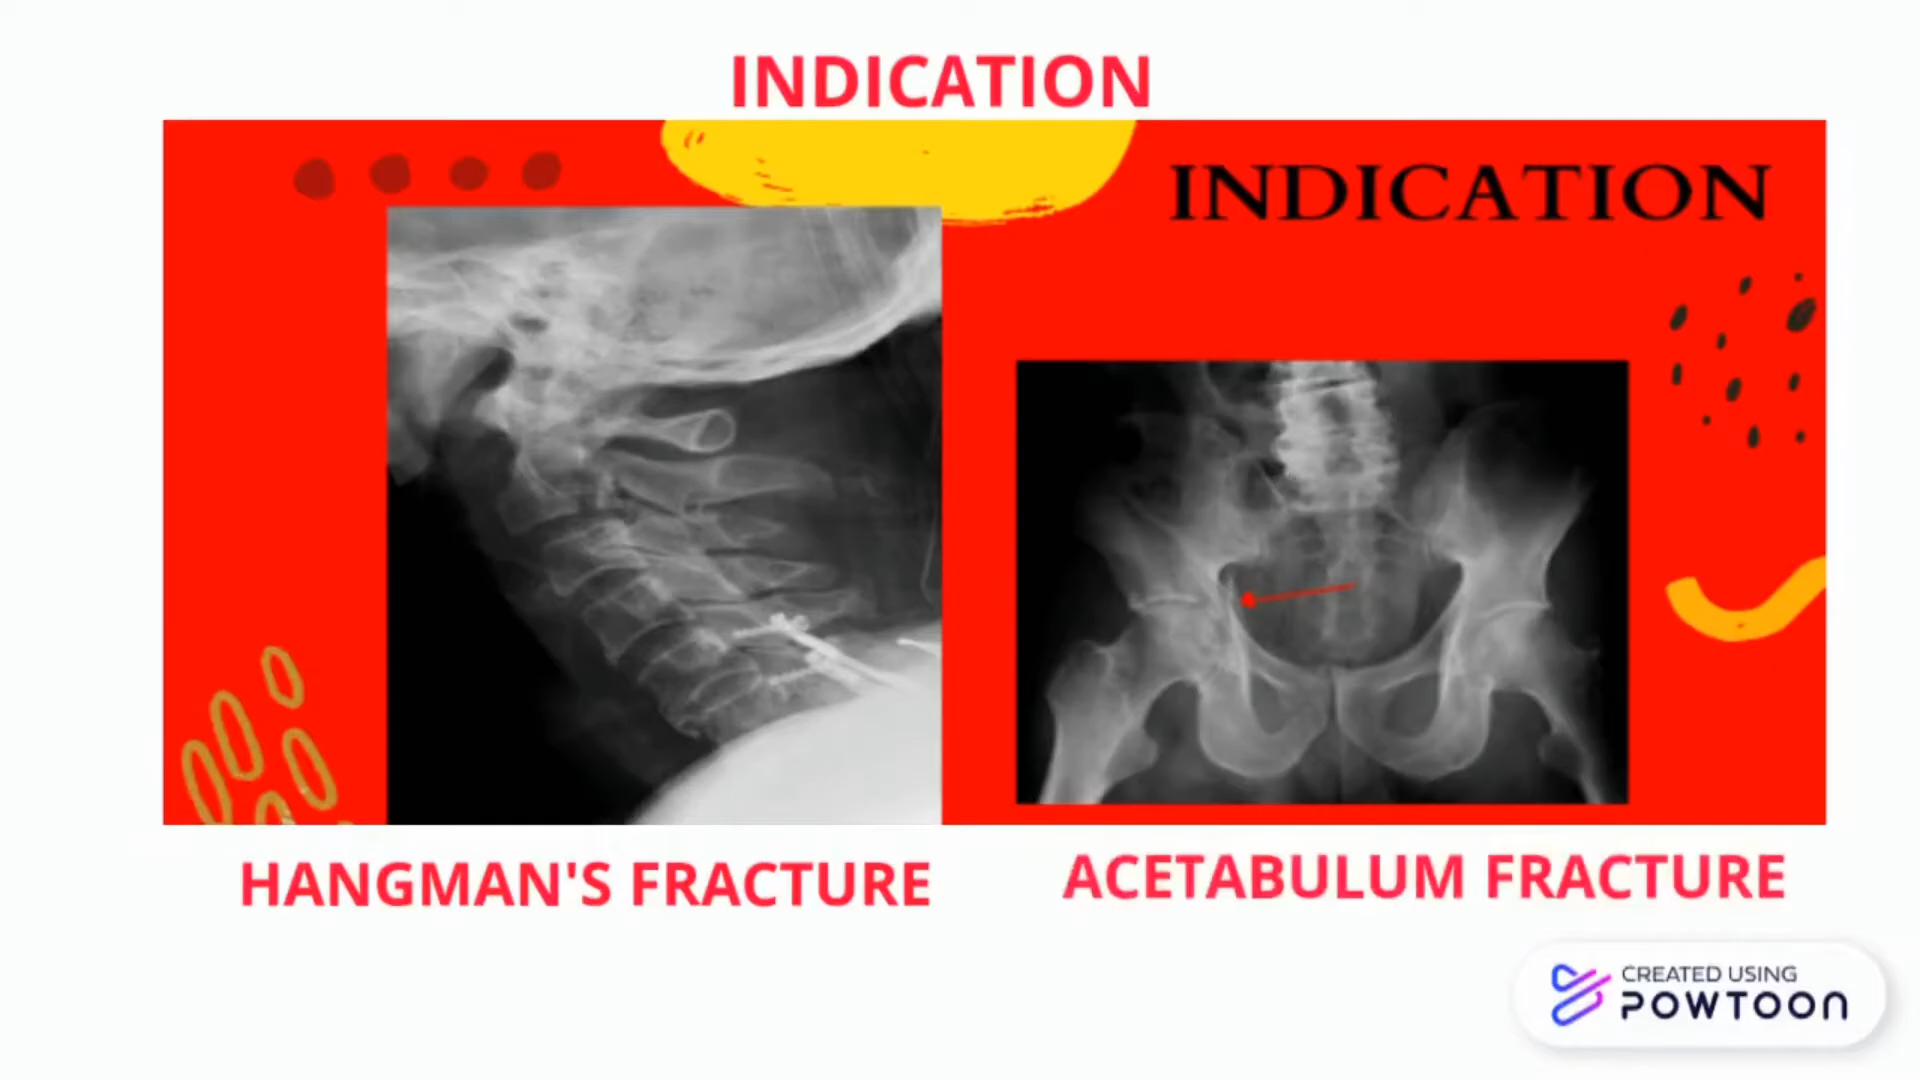 INDICATION
INDICATION
HANGMAN'S FRACTURE
ACETABULUM FRACTURE
CREATED USING
POWTOON